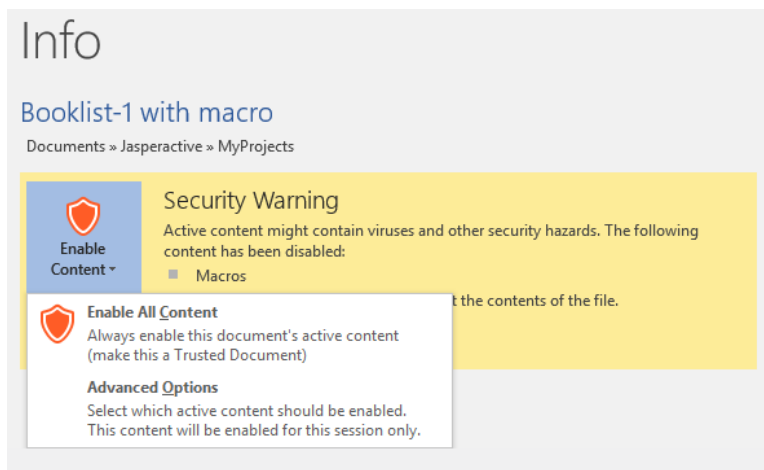 Info
Booklist-1 with macro
Documents » Jasperactive » MyProjects
Security Warning
Active content might contain viruses and other security hazards. The following
content has been disabled:
Macros
Enable
Content
the contents of the file.
Enable All Content
Always enable this document's active content
(make this a Trusted Document)
Advanced Options
Select which active content should be enabled.
This content will be enabled for this session only.